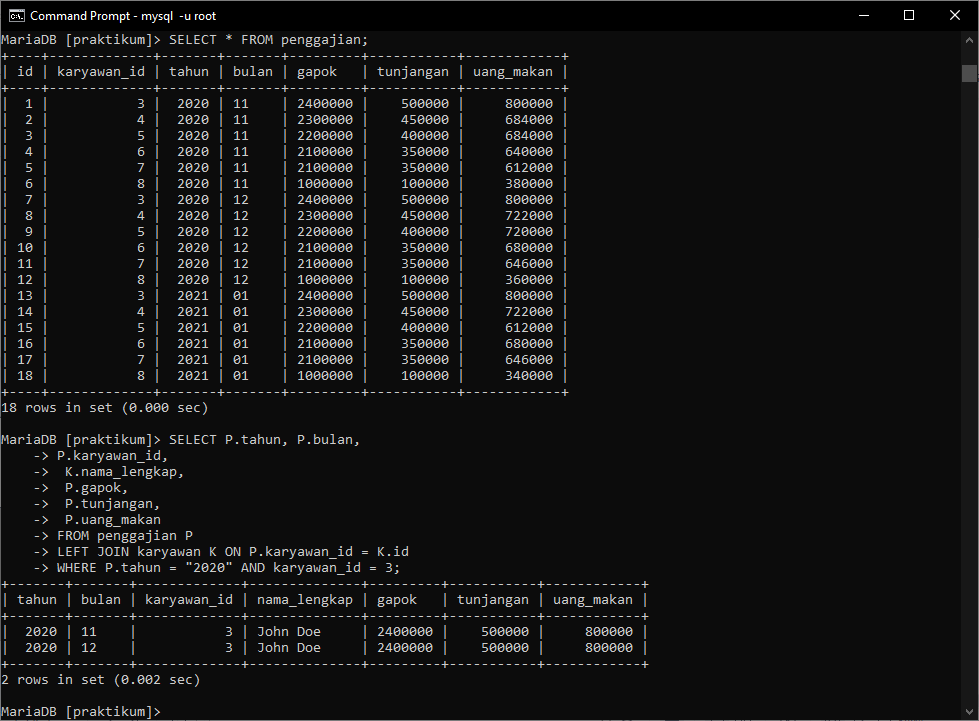 Command Prompt - mysql  -u root
MariaDB [praktikum]> SELECT * FROM penggajian;
+----+-------------+-------+-------+---------+-----------+------------+
| id | karyawan_id | tahun | bulan | gapok   | tunjangan | uang_makan |
+----+-------------+-------+-------+---------+-----------+------------+
|  1 |           3 |  2020 | 11    | 2400000 |    500000 |     800000 |
|  2 |           4 |  2020 | 11    | 2300000 |    450000 |     684000 |
|  3 |           5 |  2020 | 11    | 2200000 |    400000 |     684000 |
|  4 |           6 |  2020 | 11    | 2100000 |    350000 |     640000 |
|  5 |           7 |  2020 | 11    | 2100000 |    350000 |     612000 |
|  6 |           8 |  2020 | 11    | 1000000 |    100000 |     380000 |
|  7 |           3 |  2020 | 12    | 2400000 |    500000 |     800000 |
|  8 |           4 |  2020 | 12    | 2300000 |    450000 |     722000 |
|  9 |           5 |  2020 | 12    | 2200000 |    400000 |     720000 |
| 10 |           6 |  2020 | 12    | 2100000 |    350000 |     680000 |
| 11 |           7 |  2020 | 12    | 2100000 |    350000 |     646000 |
| 12 |           8 |  2020 | 12    | 1000000 |    100000 |     360000 |
| 13 |           3 |  2021 | 01    | 2400000 |    500000 |     800000 |
| 14 |           4 |  2021 | 01    | 2300000 |    450000 |     722000 |
| 15 |           5 |  2021 | 01    | 2200000 |    400000 |     612000 |
| 16 |           6 |  2021 | 01    | 2100000 |    350000 |     680000 |
| 17 |           7 |  2021 | 01    | 2100000 |    350000 |     646000 |
| 18 |           8 |  2021 | 01    | 1000000 |    100000 |     340000 |
+----+-------------+-------+-------+---------+-----------+------------+
18 rows in set (0.000 sec)
MariaDB [praktikum]> SELECT P.tahun, P.bulan,
    -> P.karyawan_id,
    ->  K.nama_lengkap,
    ->  P.gapok,
    ->  P.tunjangan,
    ->  P.uang_makan
    -> FROM penggajian P
    -> LEFT JOIN karyawan K ON P.karyawan_id = K.id
    -> WHERE P.tahun = "2020" AND karyawan_id = 3;
+-------+-------+-------------+--------------+---------+-----------+------------+
| tahun | bulan | karyawan_id | nama_lengkap | gapok   | tunjangan | uang_makan |
+-------+-------+-------------+--------------+---------+-----------+------------+
|  2020 | 11    |           3 | John Doe     | 2400000 |    500000 |     800000 |
|  2020 | 12    |           3 | John Doe     | 2400000 |    500000 |     800000 |
+-------+-------+-------------+--------------+---------+-----------+------------+
2 rows in set (0.002 sec)
MariaDB [praktikum]>